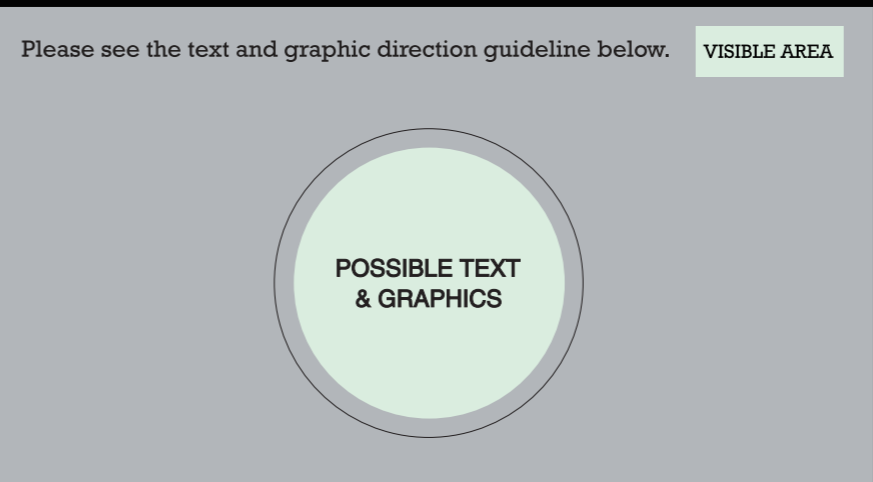 Please see the text and graphic direction guideline below.
VISIBLE AREA
POSSIBLE TEXT
& GRAPHICS